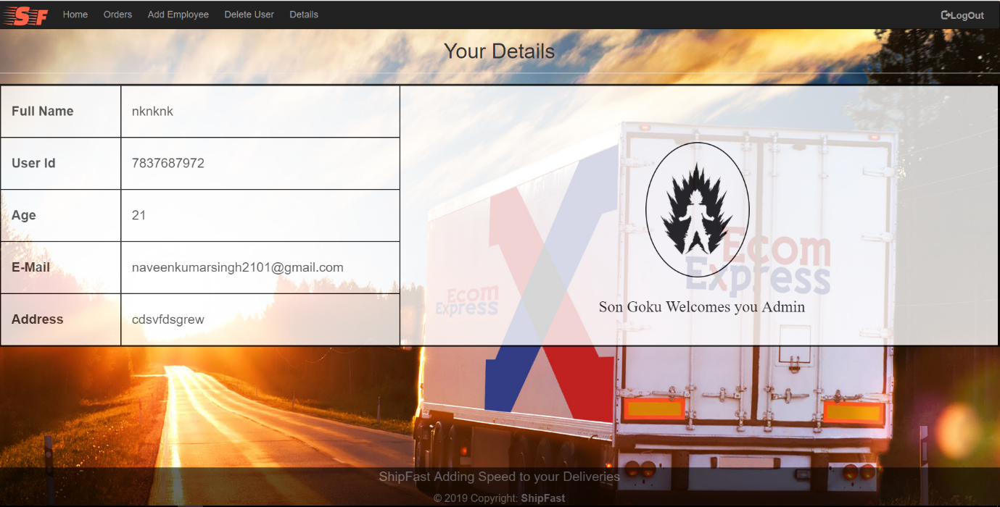 SF Home Orders Add Employee Delete User Details LogOut
Your Details
Full Name nknknk
User Id 7837687972
Age 21
E-Mail naveenkumarsingh2101@gmail.com
Address cdsvfdsgrew
Ecom
Express
Ecom
Express
Son Goku Welcomes you Admin
ShipFast Adding Speed to your Deliveries
© 2019 Copyright: ShipFast